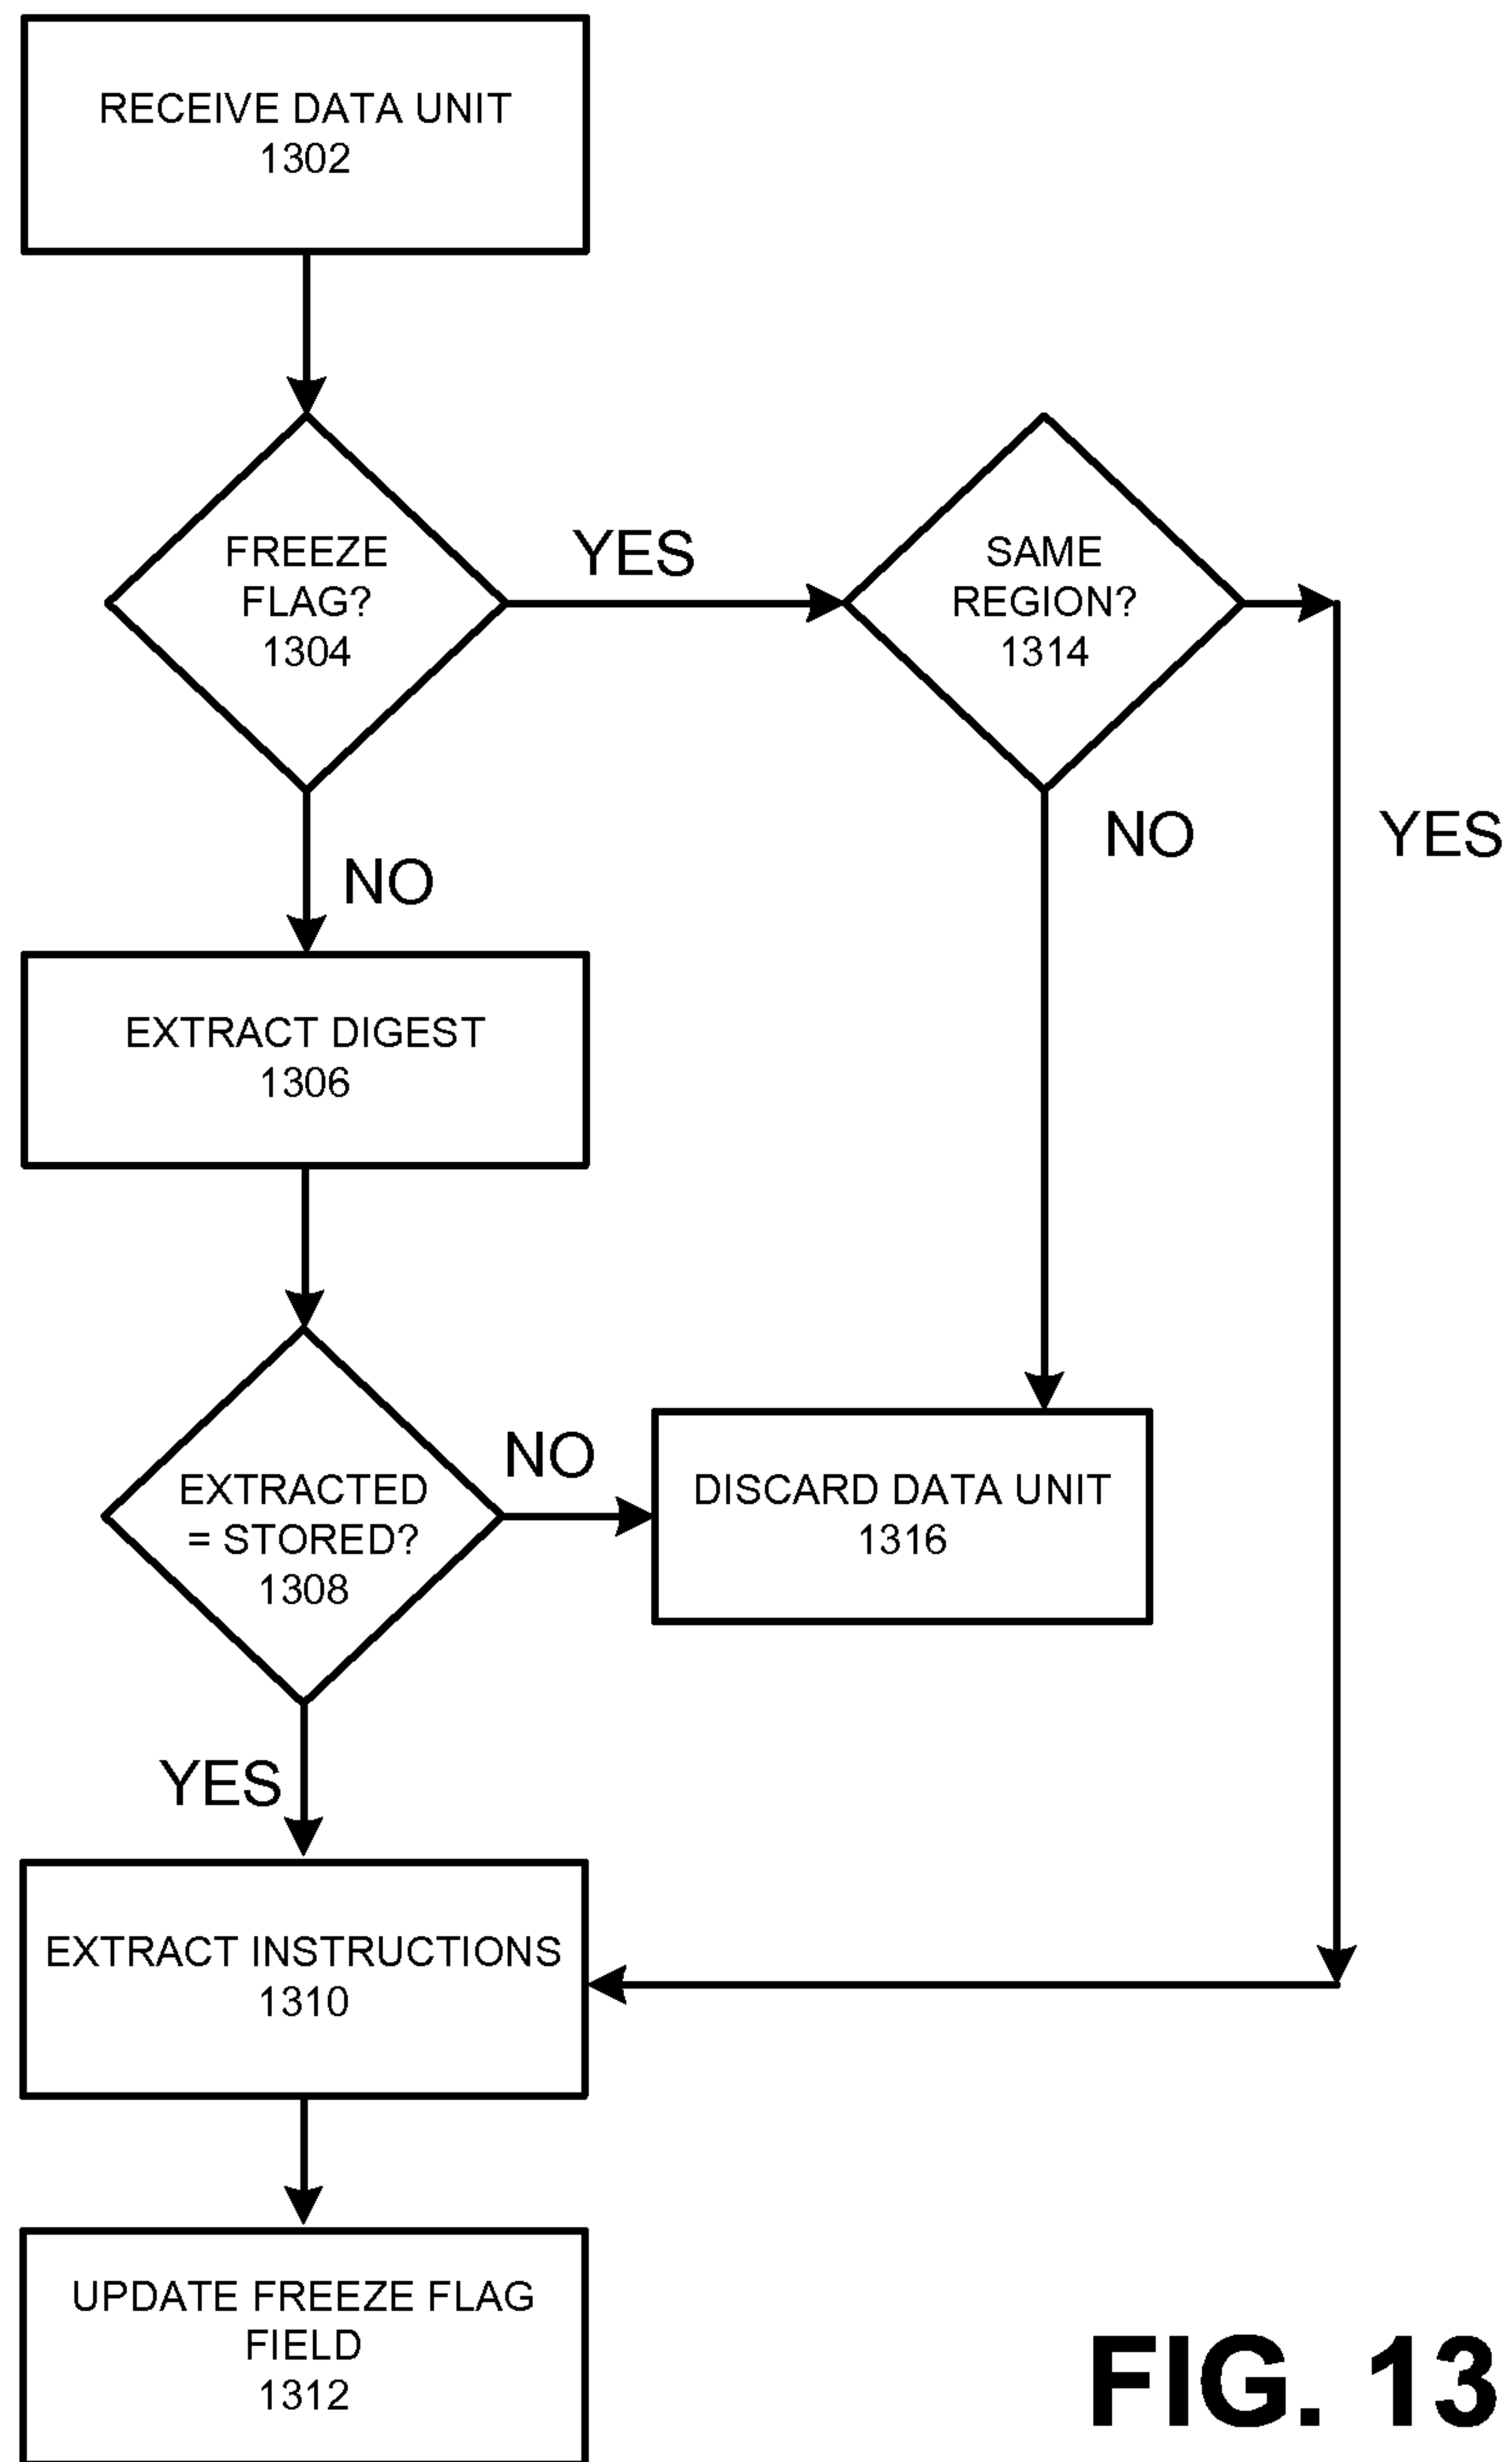 RECEIVE DATA UNIT
1302
FREEZE
FLAG?
1304
YES
SAME
REGION?
1314
NO
YES
NO
EXTRACT DIGEST
1306
EXTRACTED
= STORED?
1308
NO
DISCARD DATA UNIT
1316
YES
EXTRACT INSTRUCTIONS
1310
UPDATE FREEZE FLAG
FIELD
1312
FIG. 13